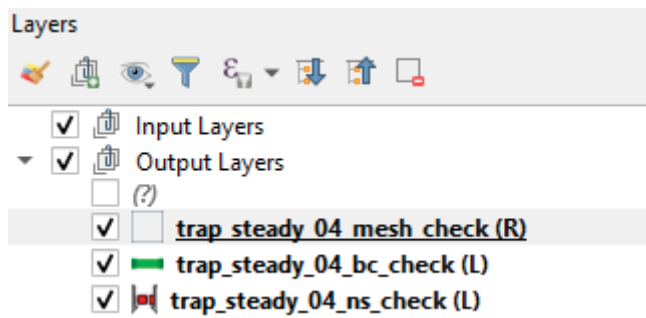 Layers
ε
Input Layers
Output Layers
(?)
trap_steady_04_mesh_check (R)
trap_steady_04_bc_check (L)
trap_steady_04_ns_check (L)